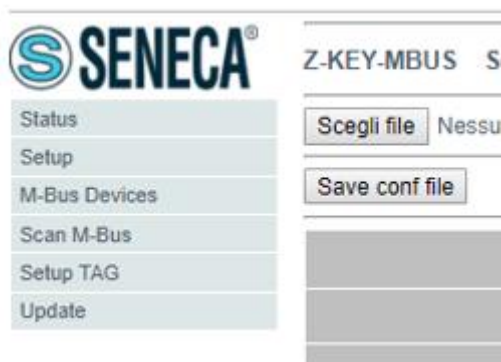 SENECA®
Z-KEY-MBUS
Status
Setup
M-Bus Devices
Scan M-Bus
Setup TAG
Update
Scegli file
Save conf file